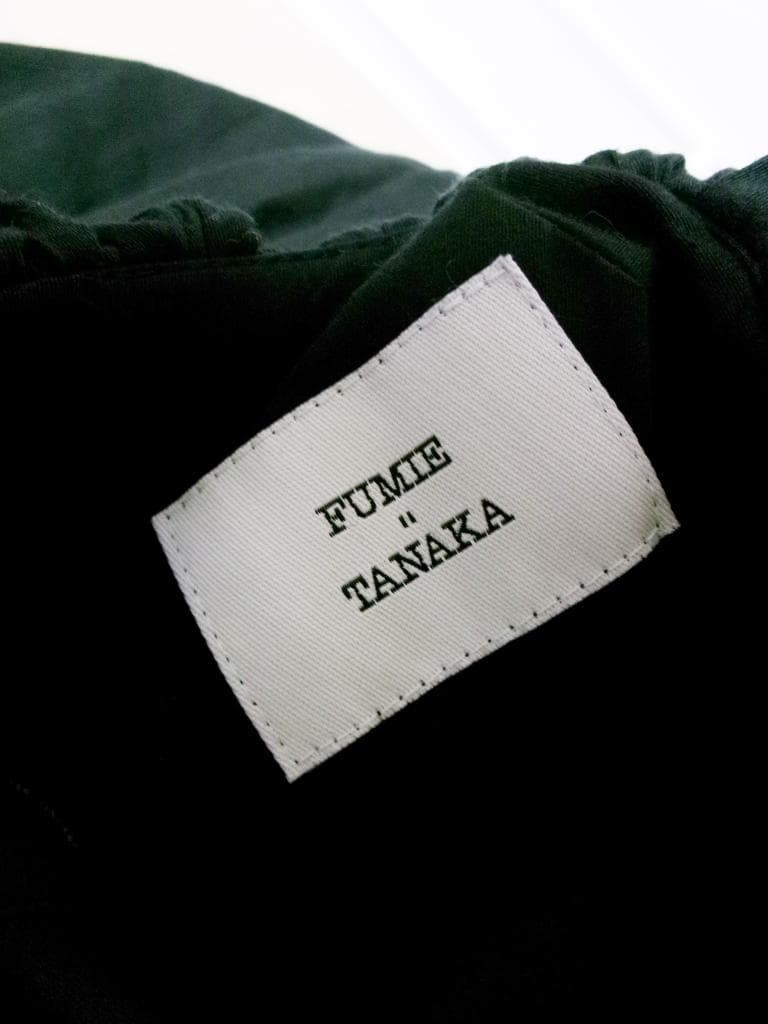 FUMIE
"
TANAKA